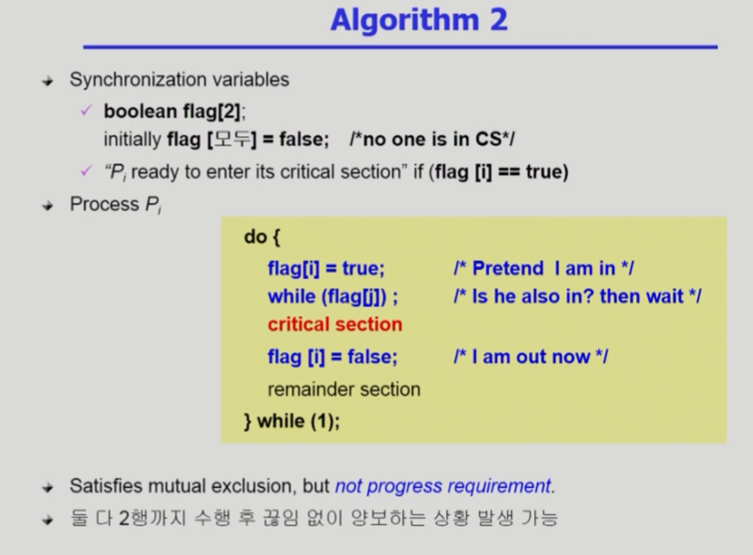 Algorithm 2
Synchronization variables
boolean flag[2];
initially flag [모두] = false; /*no one is in CS*/
"Pi ready to enter its critical section" if (flag [i] == true)
Process Pi
do {
flag[i] = true; /* Pretend I am in */
while (flag[j]) ; /* Is he also in? then wait */
critical section
flag [i] = false; /* I am out now */
remainder section
} while (1);
Satisfies mutual exclusion, but not progress requirement.
둘 다 2행까지 수행 후 끊임 없이 양보하는 상황 발생 가능